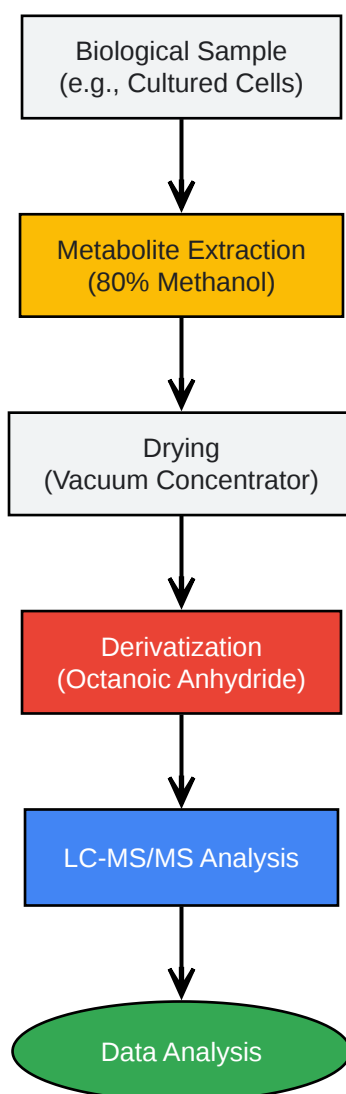 Biological Sample
(e.g., Cultured Cells)
Metabolite Extraction
(80% Methanol)
Drying
(Vacuum Concentrator)
Derivatization
(Octanoic Anhydride)
LC-MS/MS Analysis
Data Analysis